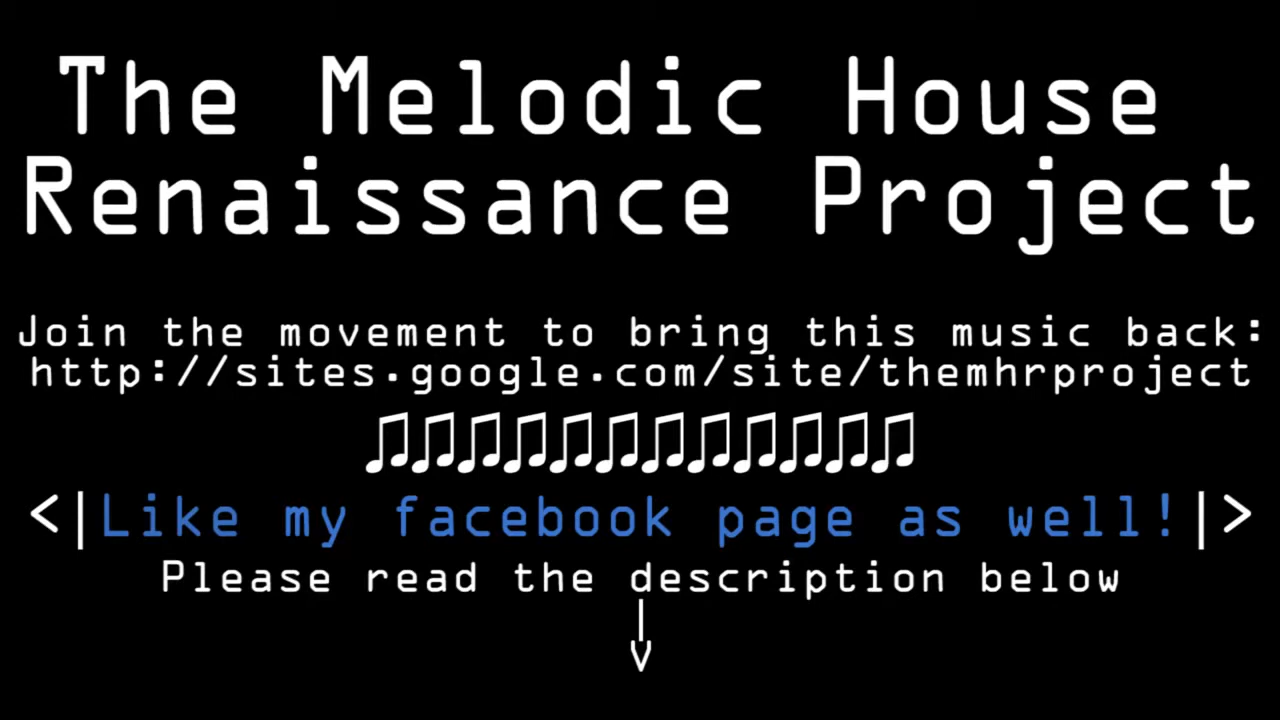 The Melodic House
Renaissance Project
Join the movement to bring this music back:
http://sites.google.com/site/themhrproject
♫♫♫♫♫♫♫♫♫♫♫♫
<|Like my facebook page as well!|>
Please read the description below
|
V